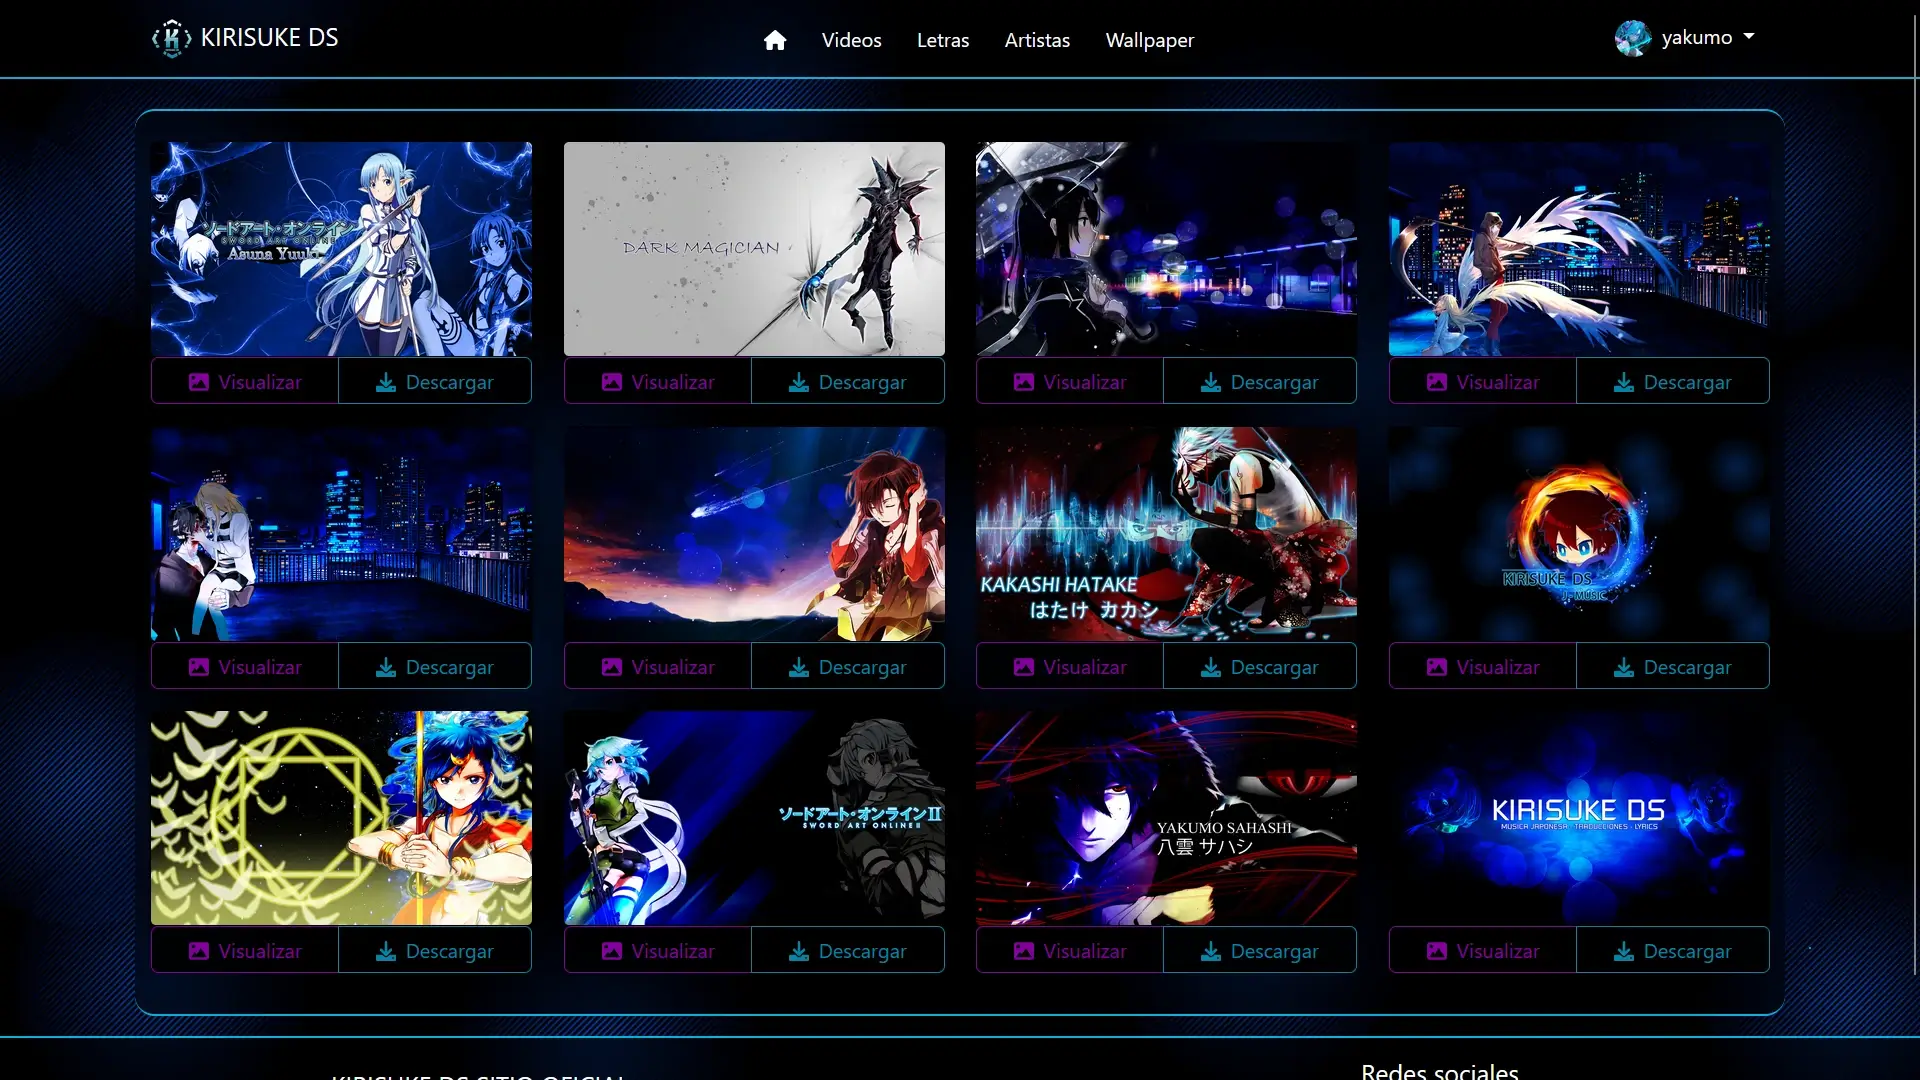 KIRISUKE DS
Videos
Letras
Artistas
Wallpaper
yakumo
ソードアート・オンライン
SWORD ART ONLINE
Asuna Yuuki
DARK MAGICIAN
Visualizar
Descargar
Visualizar
Descargar
Visualizar
Descargar
Visualizar
Descargar
KAKASHI HATAKE
はたけ カカシ
KIRISUKE DS
J-MUSIC
Visualizar
Descargar
Visualizar
Descargar
Visualizar
Descargar
Visualizar
Descargar
ソードアート・オンラインII
SWORD ART ONLINE II
YAKUMO SAHASHI
八雲 サハシ
KIRISUKE DS
MUSICA JAPONESA - TRADUCCIONES - LYRICS
Visualizar
Descargar
Visualizar
Descargar
Visualizar
Descargar
Visualizar
Descargar
KIRISUKE DS SITIO OFICIAL
Redes sociales